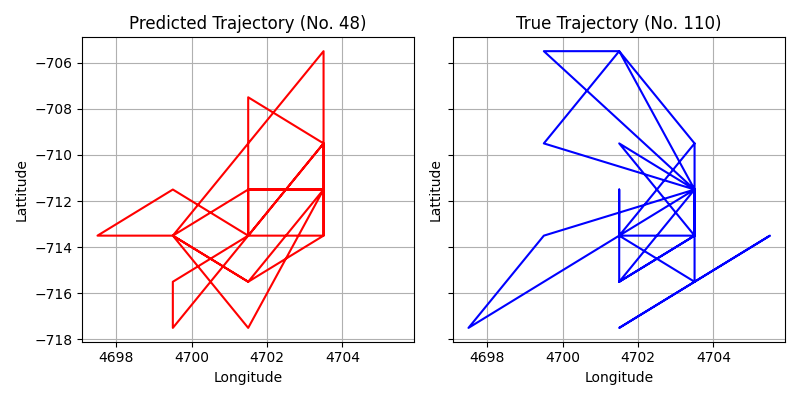 Predicted Trajectory (No. 48)
True Trajectory (No. 110)
−706
−708
−710
−712
−714
−716
−718
Lattitude
Lattitude
4698 4700 4702 4704
4698 4700 4702 4704
Longitude
Longitude